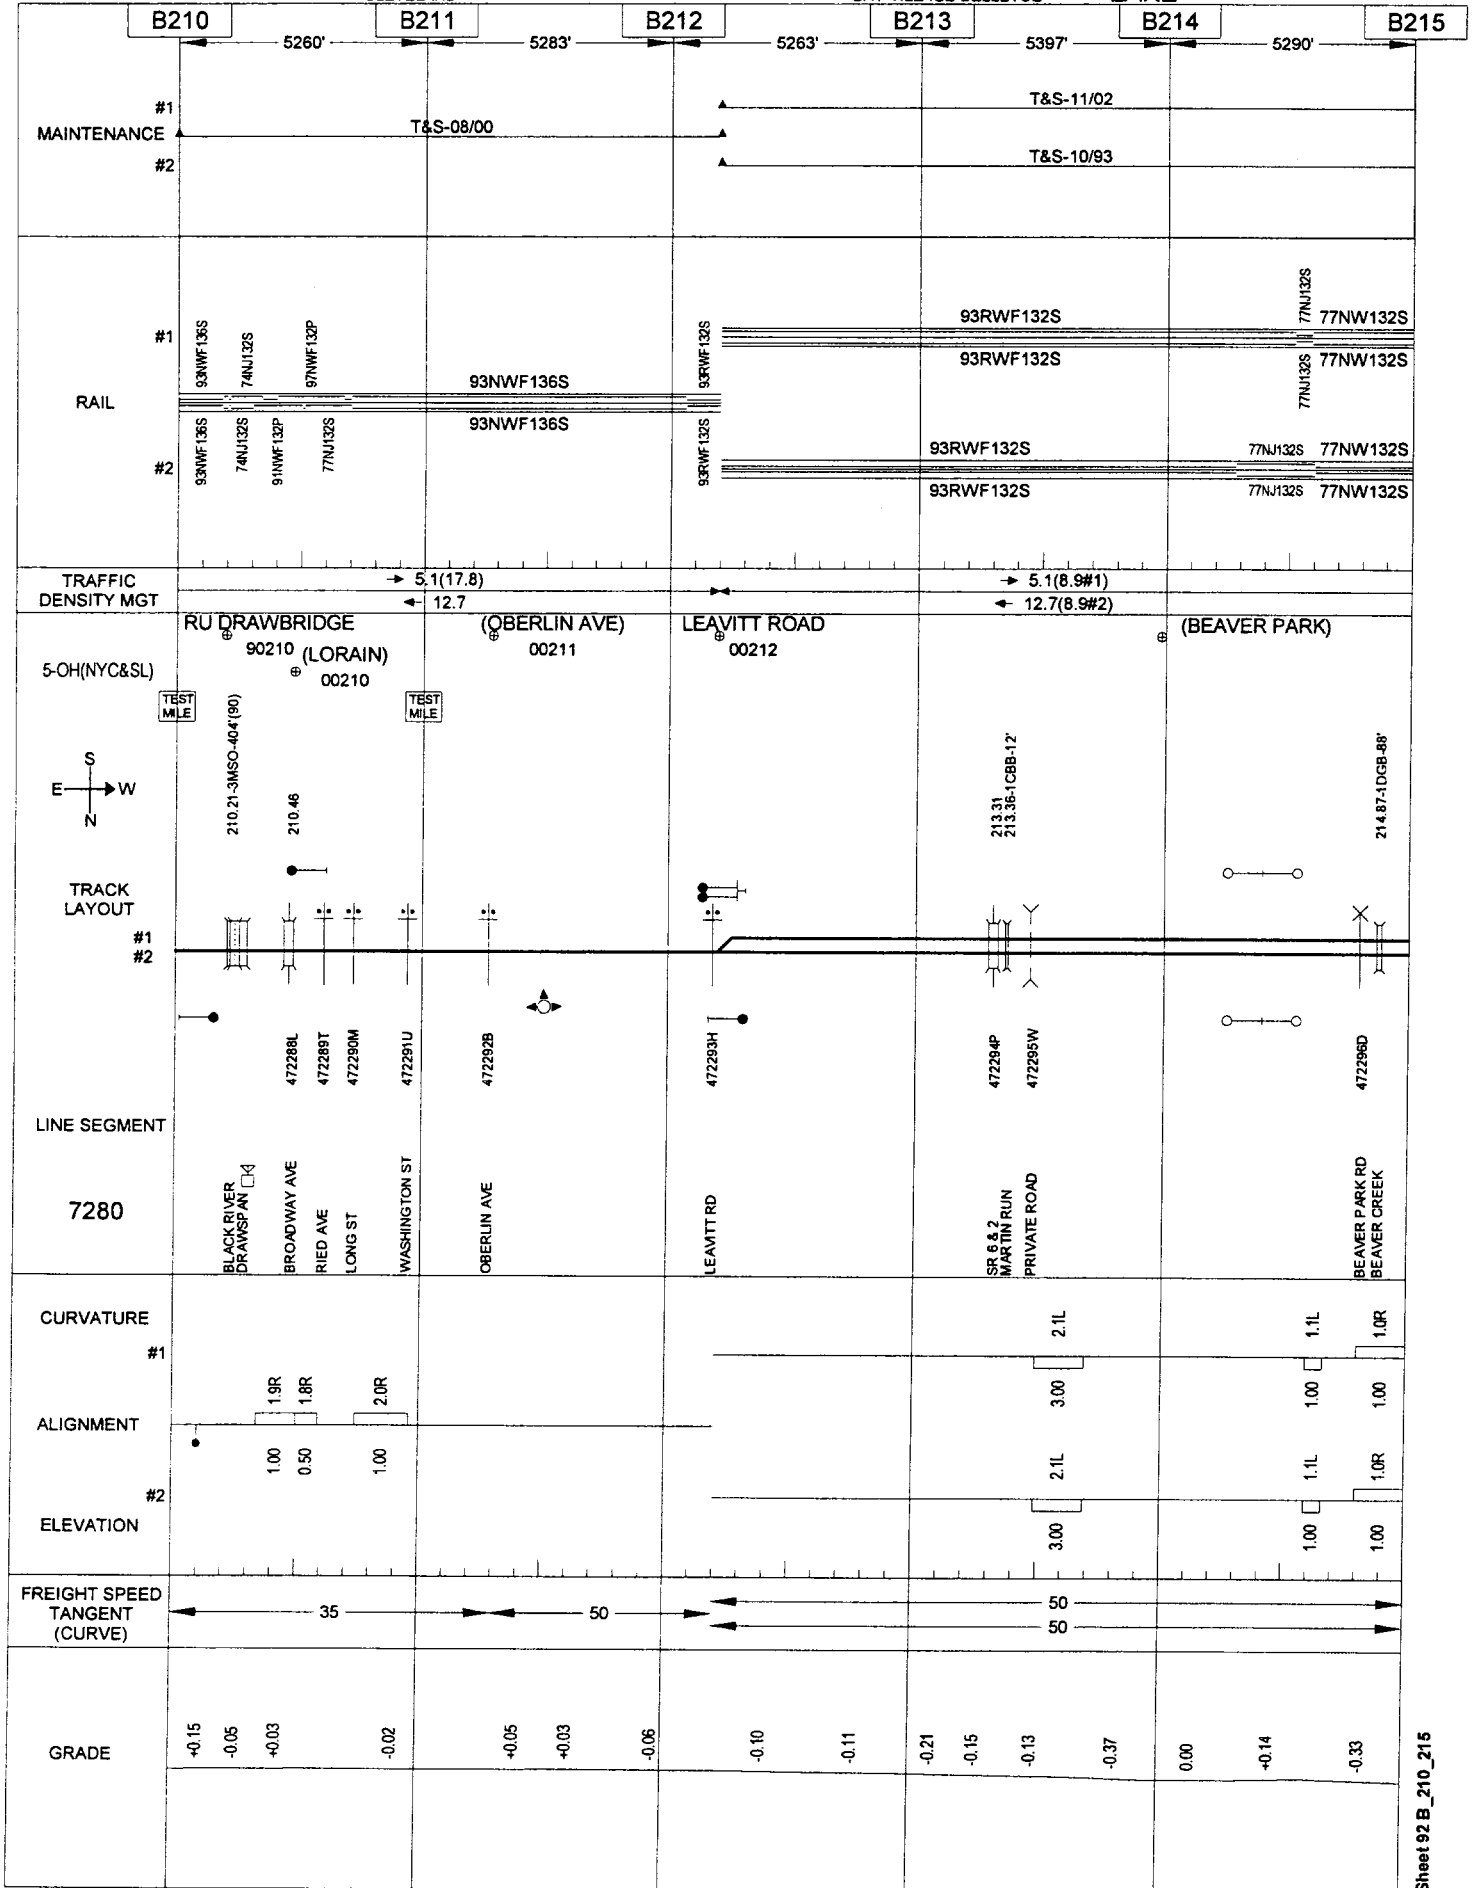 B210 B211 B212 B213 B214 B215
5260' 5283' 5263' 5397' 5290'
#1 T&S-11/02
MAINTENANCE T&S-08/00
#2 T&S-10/93
93NWF136S 74NJ132S 97NWF132P 93RWF132S 77NJ132S
#1 93RWF132S 77NW132S
93RWF132S 77NW132S
77NJ132S
RAIL 93NWF136S
93NWF136S
93NWF136S 74NJ132S 91NWF132P 77NJ132S 93RWF132S
#2 93RWF132S 77NJ132S 77NW132S
93RWF132S 77NJ132S 77NW132S
TRAFFIC
DENSITY MGT
5.1(17.8) 5.1(8.9#1)
12.7 12.7(8.9#2)
RU DRAWBRIDGE (OBERLIN AVE) LEAVITT ROAD (BEAVER PARK)
90210 (LORAIN) 00211 00212
5-OH(NYC&SL) 00210
TEST
MILE
TEST
MILE
S
E W
N
210.21-3MSO-404'(90)
210.46
213.31
213.36-1CBB-12'
214.87-1DGB-88'
TRACK
LAYOUT
#1
#2
472288L
472289T
472290M
472291U
472292B
472293H
472294P
472295W
472296D
LINE SEGMENT
7280
BLACK RIVER
DRAWSPAN
BROADWAY AVE
RIED AVE
LONG ST
WASHINGTON ST
OBERLIN AVE
LEAVITT RD
SR 6 & 2
MARTIN RUN
PRIVATE ROAD
BEAVER PARK RD
BEAVER CREEK
CURVATURE 2.1L 1.1L 1.0R
#1
3.00 1.00 1.00
1.9R 1.8R 2.0R
ALIGNMENT
1.00 0.50 1.00
2.1L 1.1L 1.0R
#2
ELEVATION 3.00 1.00 1.00
FREIGHT SPEED
TANGENT
(CURVE)
35 50 50
50
GRADE +0.15 -0.05 +0.03 -0.02 +0.05 +0.03 -0.06 -0.10 -0.11 -0.21 -0.15 -0.13 -0.37 0.00 +0.14 -0.33
Sheet 92 B_210_215